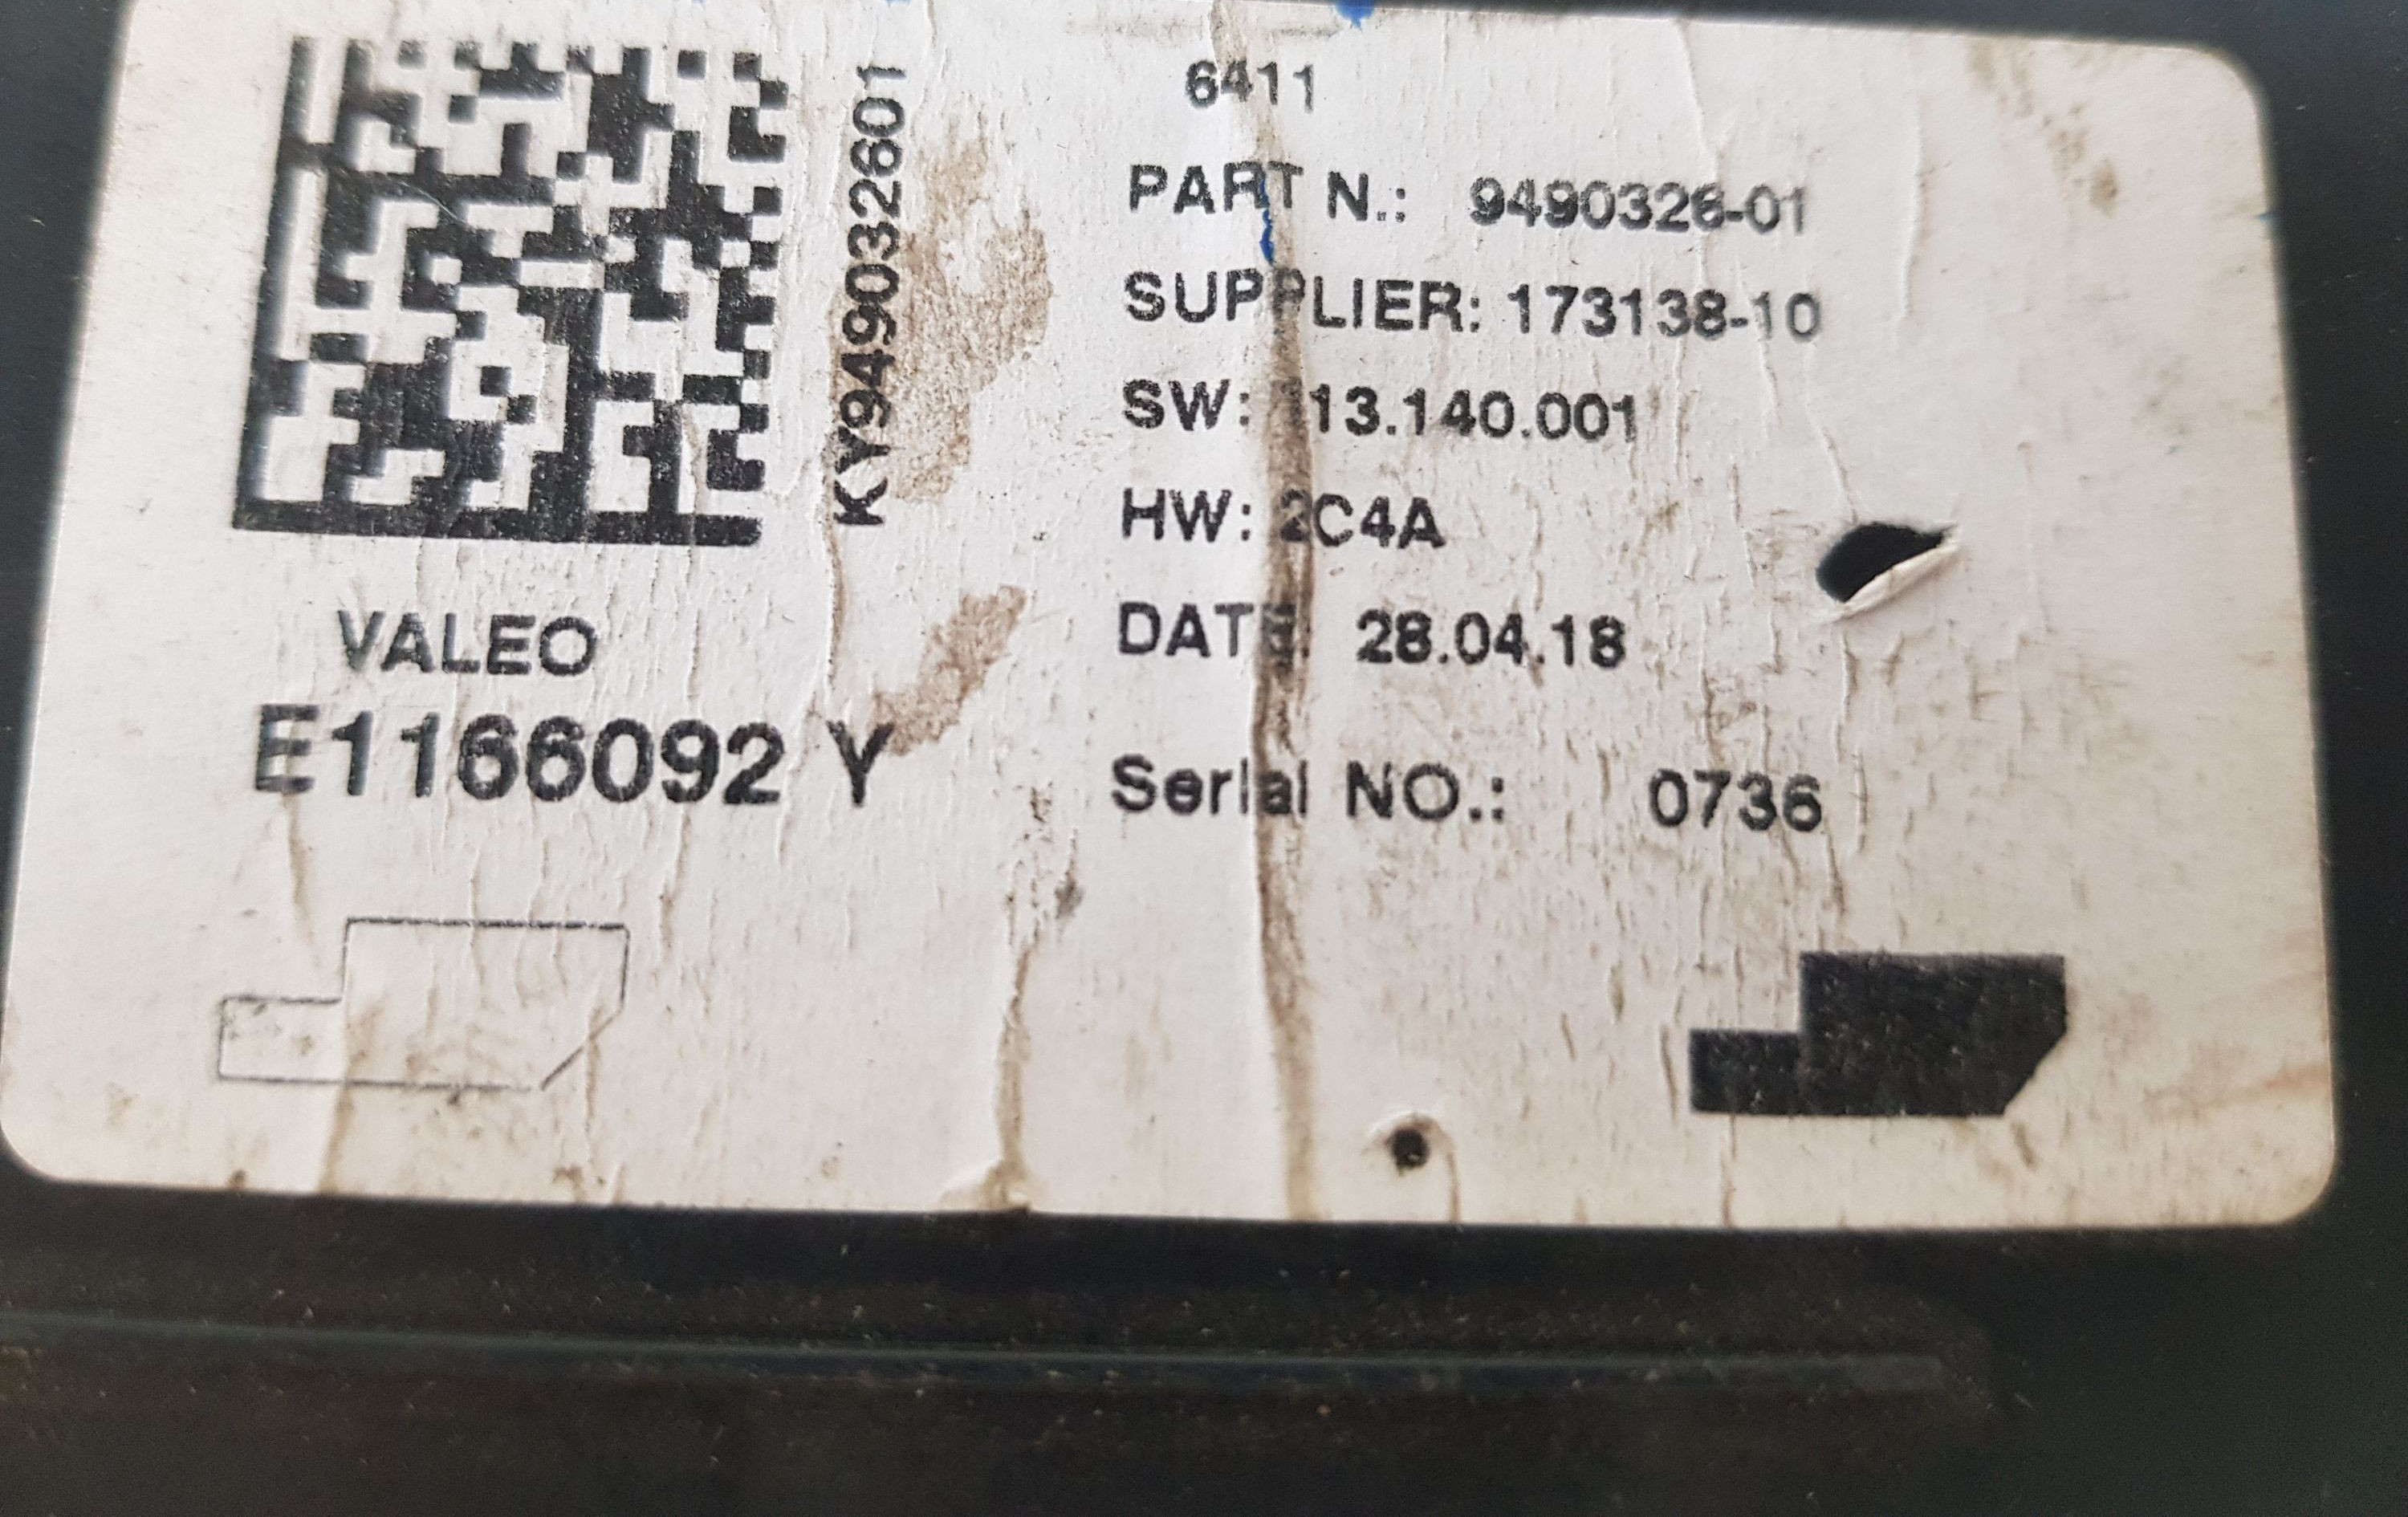 KY949032601
VALEO
E1166092 Y
6411
PART N.: 9490326-01
SUPPLIER: 173138-10
SW: 113.140.001
HW: 2C4A
DATE: 28.04.18
Serial NO.: 0736